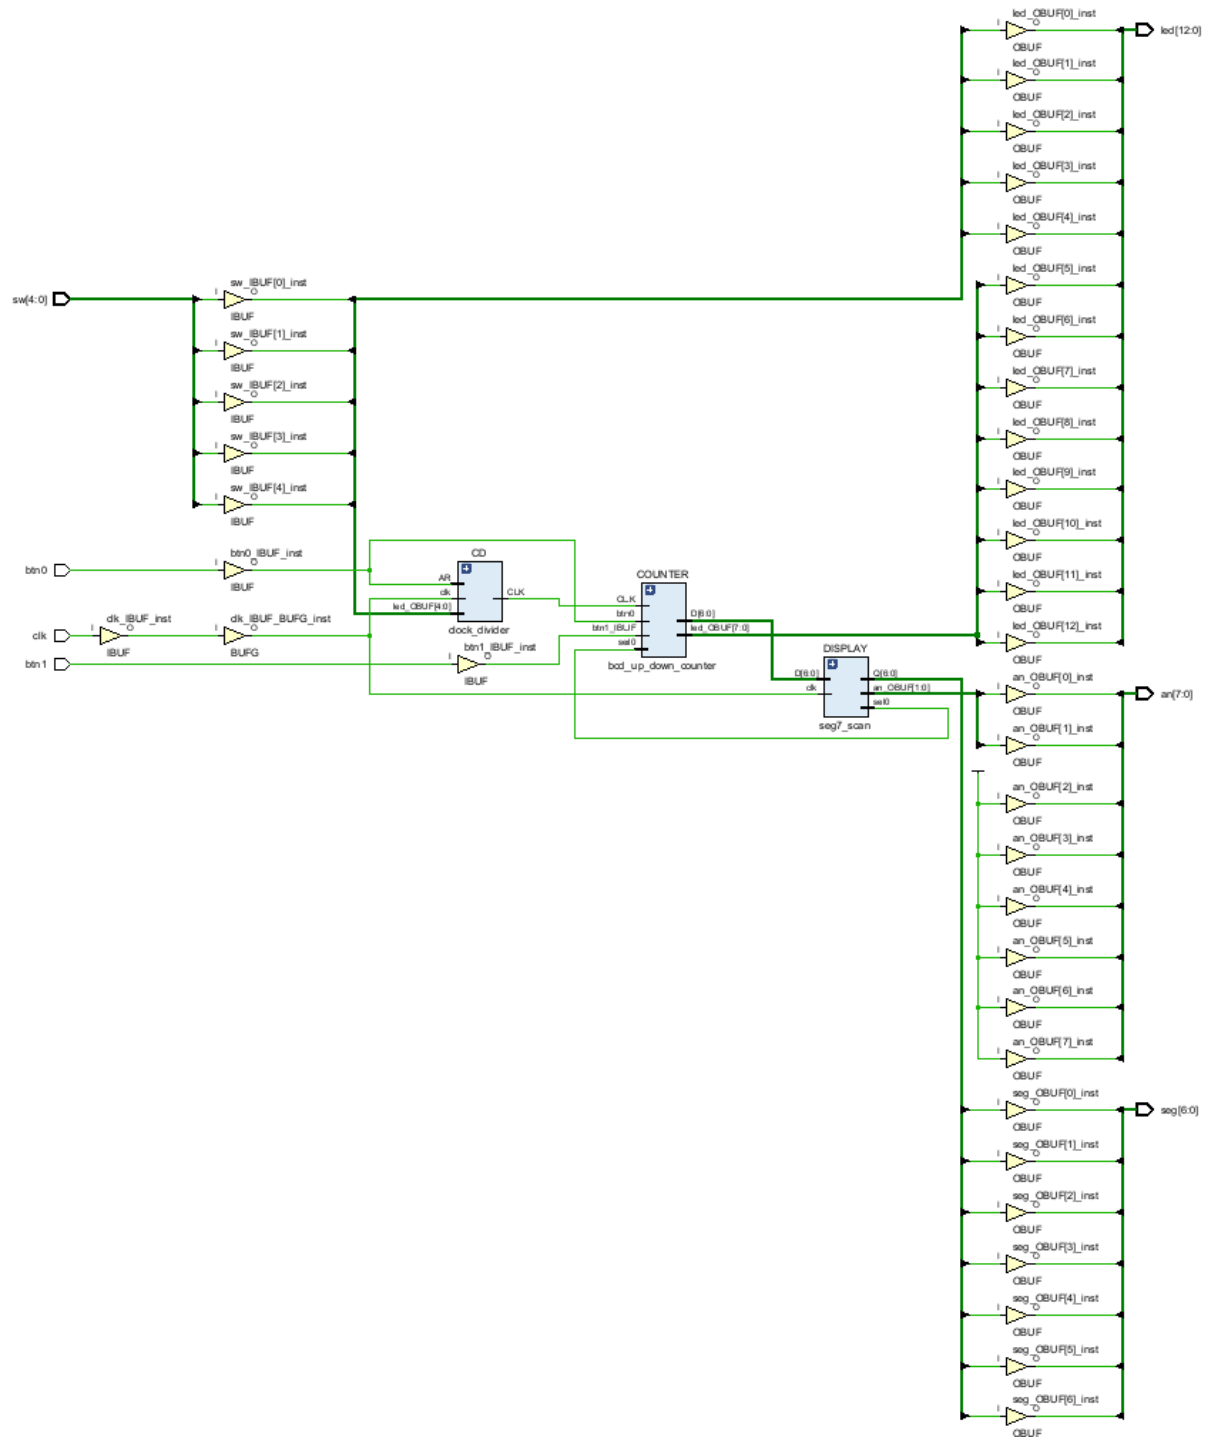 led_OBUF[0]_inst
I
O
OBUF
led[12:0]
led_OBUF[1]_inst
I
O
OBUF
led_OBUF[2]_inst
I
O
OBUF
led_OBUF[3]_inst
I
O
OBUF
led_OBUF[4]_inst
I
O
OBUF
led_OBUF[5]_inst
I
O
OBUF
led_OBUF[6]_inst
I
O
OBUF
led_OBUF[7]_inst
I
O
OBUF
led_OBUF[8]_inst
I
O
OBUF
led_OBUF[9]_inst
I
O
OBUF
led_OBUF[10]_inst
I
O
OBUF
led_OBUF[11]_inst
I
O
OBUF
led_OBUF[12]_inst
I
O
OBUF
sw[4:0]
sw_IBUF[0]_inst
I
O
IBUF
sw_IBUF[1]_inst
I
O
IBUF
sw_IBUF[2]_inst
I
O
IBUF
sw_IBUF[3]_inst
I
O
IBUF
sw_IBUF[4]_inst
I
O
IBUF
btn0
btn0_IBUF_inst
I
O
IBUF
clk
clk_IBUF_inst
I
O
IBUF
clk_IBUF_BUFG_inst
I
O
BUFG
btn1
btn1_IBUF_inst
I
O
IBUF
CD
AR
clk
led_OBUF[4:0]
CLK
clock_divider
COUNTER
CLK
btn0
btn1_IBUF
sel0
D[6:0]
led_OBUF[7:0]
bcd_up_down_counter
DISPLAY
D[6:0]
clk
Q[6:0]
an_OBUF[1:0]
sel0
seg7_scan
an_OBUF[0]_inst
I
O
OBUF
an[7:0]
an_OBUF[1]_inst
I
O
OBUF
an_OBUF[2]_inst
I
O
OBUF
an_OBUF[3]_inst
I
O
OBUF
an_OBUF[4]_inst
I
O
OBUF
an_OBUF[5]_inst
I
O
OBUF
an_OBUF[6]_inst
I
O
OBUF
an_OBUF[7]_inst
I
O
OBUF
seg_OBUF[0]_inst
I
O
OBUF
seg[6:0]
seg_OBUF[1]_inst
I
O
OBUF
seg_OBUF[2]_inst
I
O
OBUF
seg_OBUF[3]_inst
I
O
OBUF
seg_OBUF[4]_inst
I
O
OBUF
seg_OBUF[5]_inst
I
O
OBUF
seg_OBUF[6]_inst
I
O
OBUF